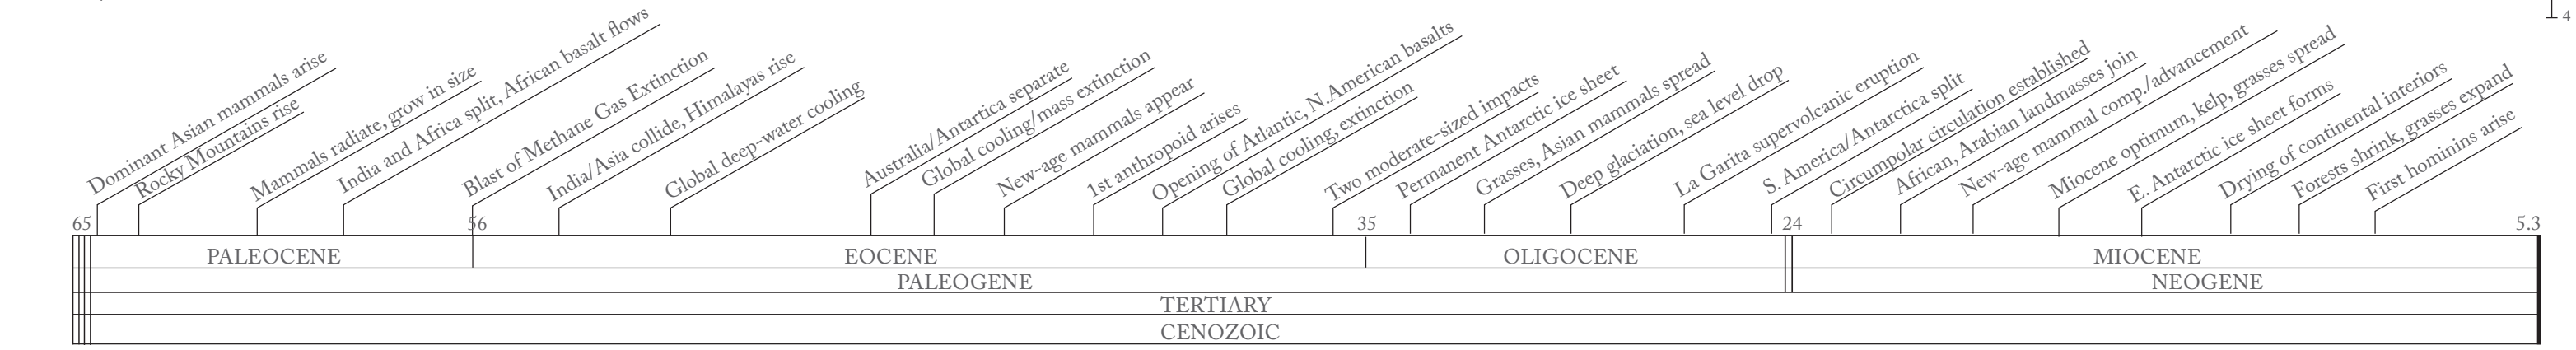 4
Dominant Asian mammals arise
Rocky Mountains rise
Mammals radiate, grow in size
India and Africa split, African basalt flows
Blast of Methane Gas Extinction
India/Asia collide, Himalayas rise
Global deep-water cooling
Australia/Antartica separate
Global cooling/mass extinction
New-age mammals appear
1st anthropoid arises
Opening of Atlantic, N.American basalts
Global cooling, extinction
Two moderate-sized impacts
Permanent Antarctic ice sheet
Grasses, Asian mammals spread
Deep glaciation, sea level drop
La Garita supervolcanic eruption
S. America/Antarctica split
Circumpolar circulation established
African, Arabian landmasses join
New-age mammal comp./advancement
Miocene optimum, kelp, grasses spread
E. Antarctic ice sheet forms
Drying of continental interiors
Forests shrink, grasses expand
First hominins arise
65
56
35
24
5.3
PALEOCENE
EOCENE
OLIGOCENE
MIOCENE
PALEOGENE
NEOGENE
TERTIARY
CENOZOIC